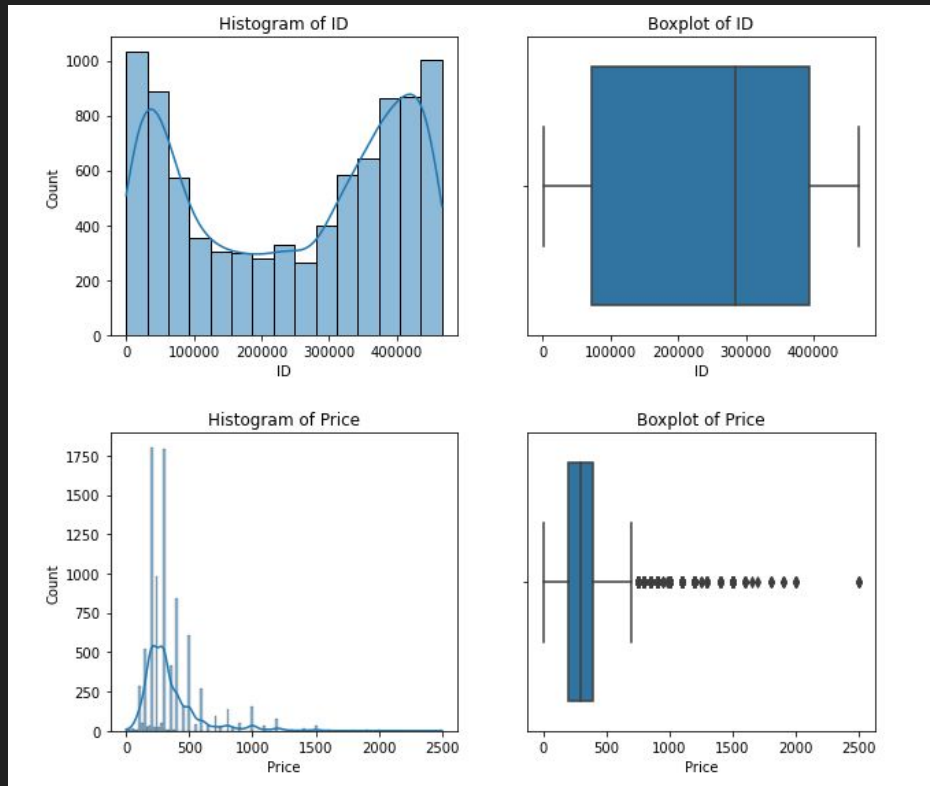 Histogram of ID
1000
800
600
400
200
0
Count
0 100000 200000 300000 400000
ID
Boxplot of ID
0 100000 200000 300000 400000
ID
Histogram of Price
1750
1500
1250
1000
750
500
250
0
Count
0 500 1000 1500 2000 2500
Price
Boxplot of Price
0 500 1000 1500 2000 2500
Price